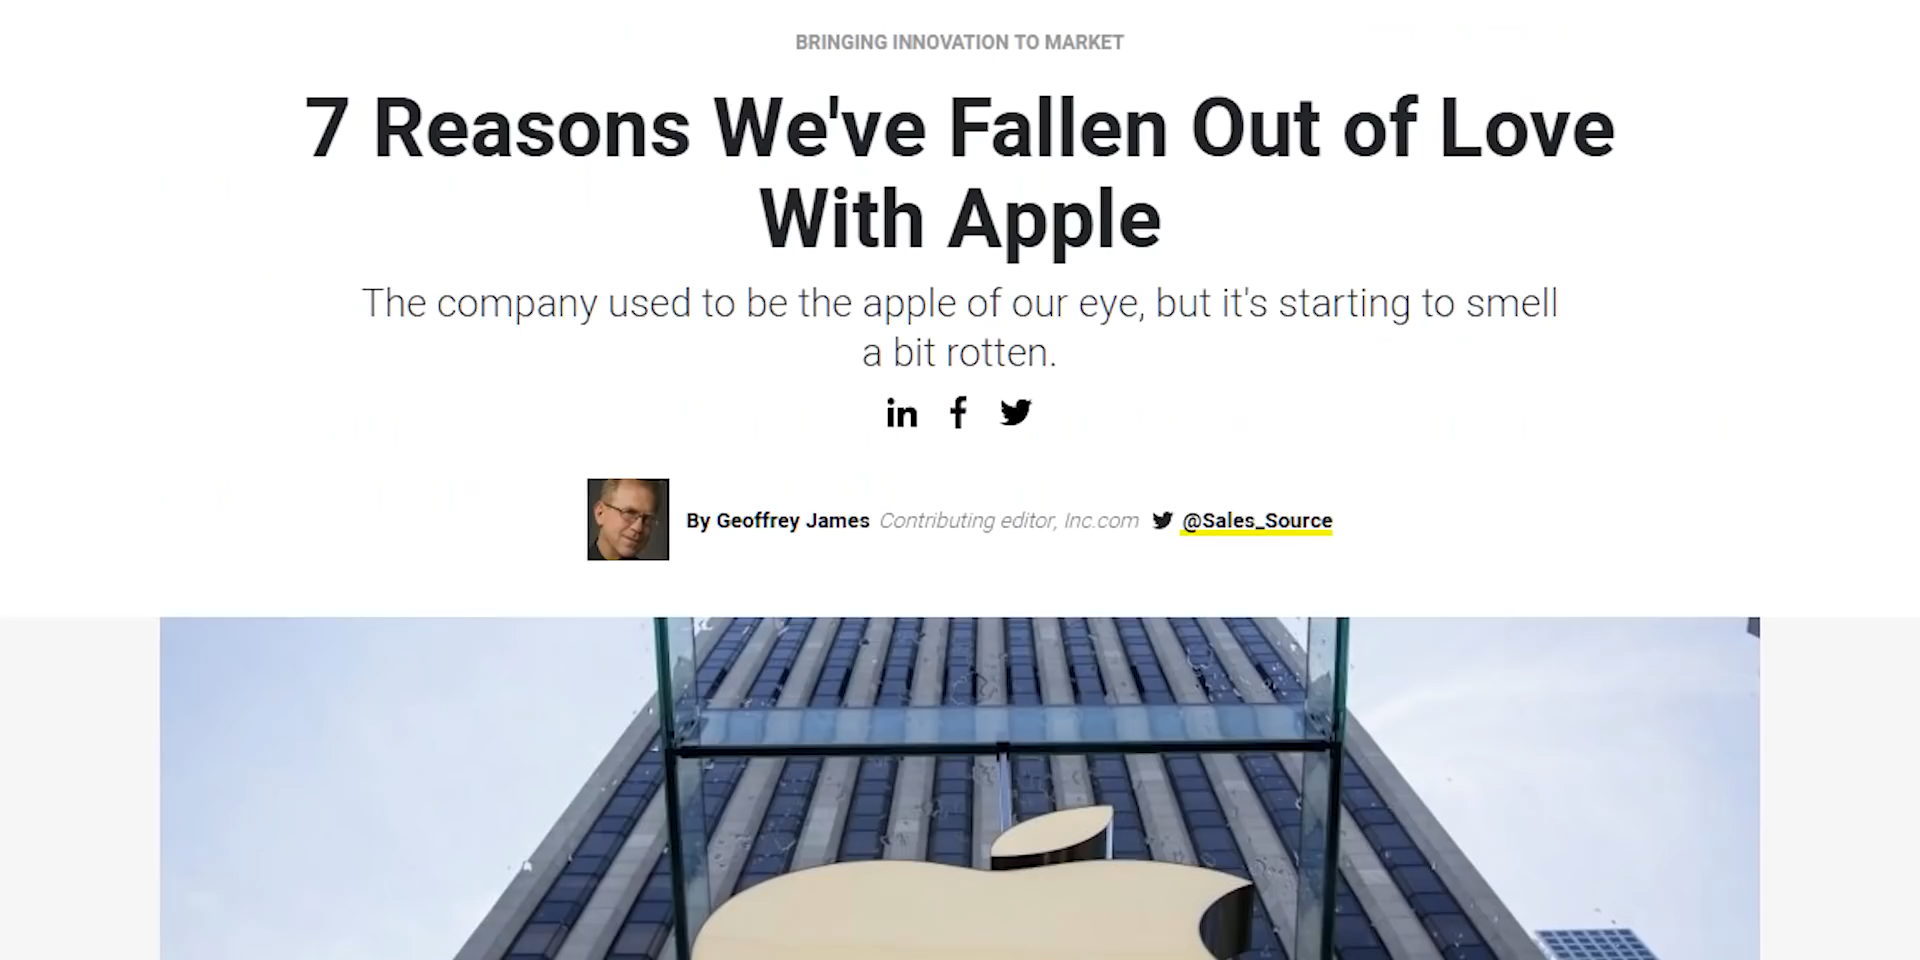 BRINGING INNOVATION TO MARKET
7 Reasons We've Fallen Out of Love
With Apple
The company used to be the apple of our eye, but it's starting to smell
a bit rotten.
By Geoffrey James Contributing editor, Inc.com @Sales_Source